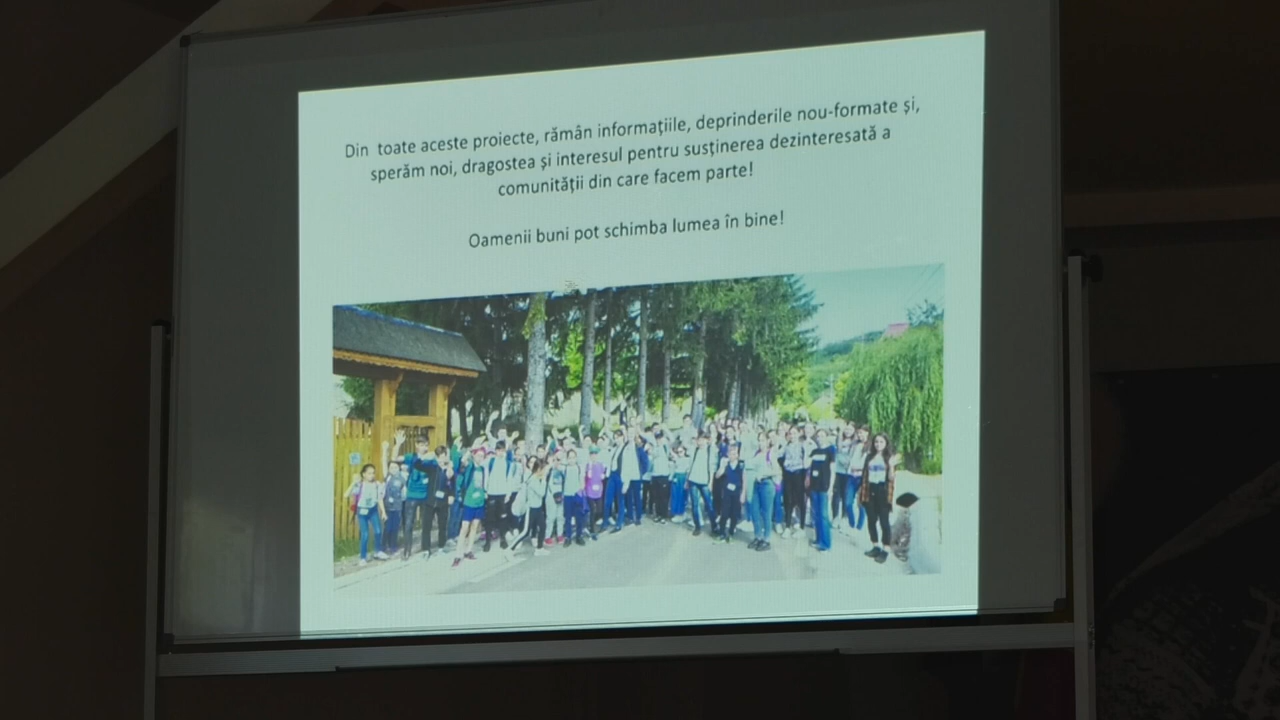 Din toate aceste proiecte, rămân informațiile, deprinderile nou-formate și,
sperăm noi, dragostea și interesul pentru susținerea dezinteresată a
comunității din care facem parte!
Oamenii buni pot schimba lumea în bine!